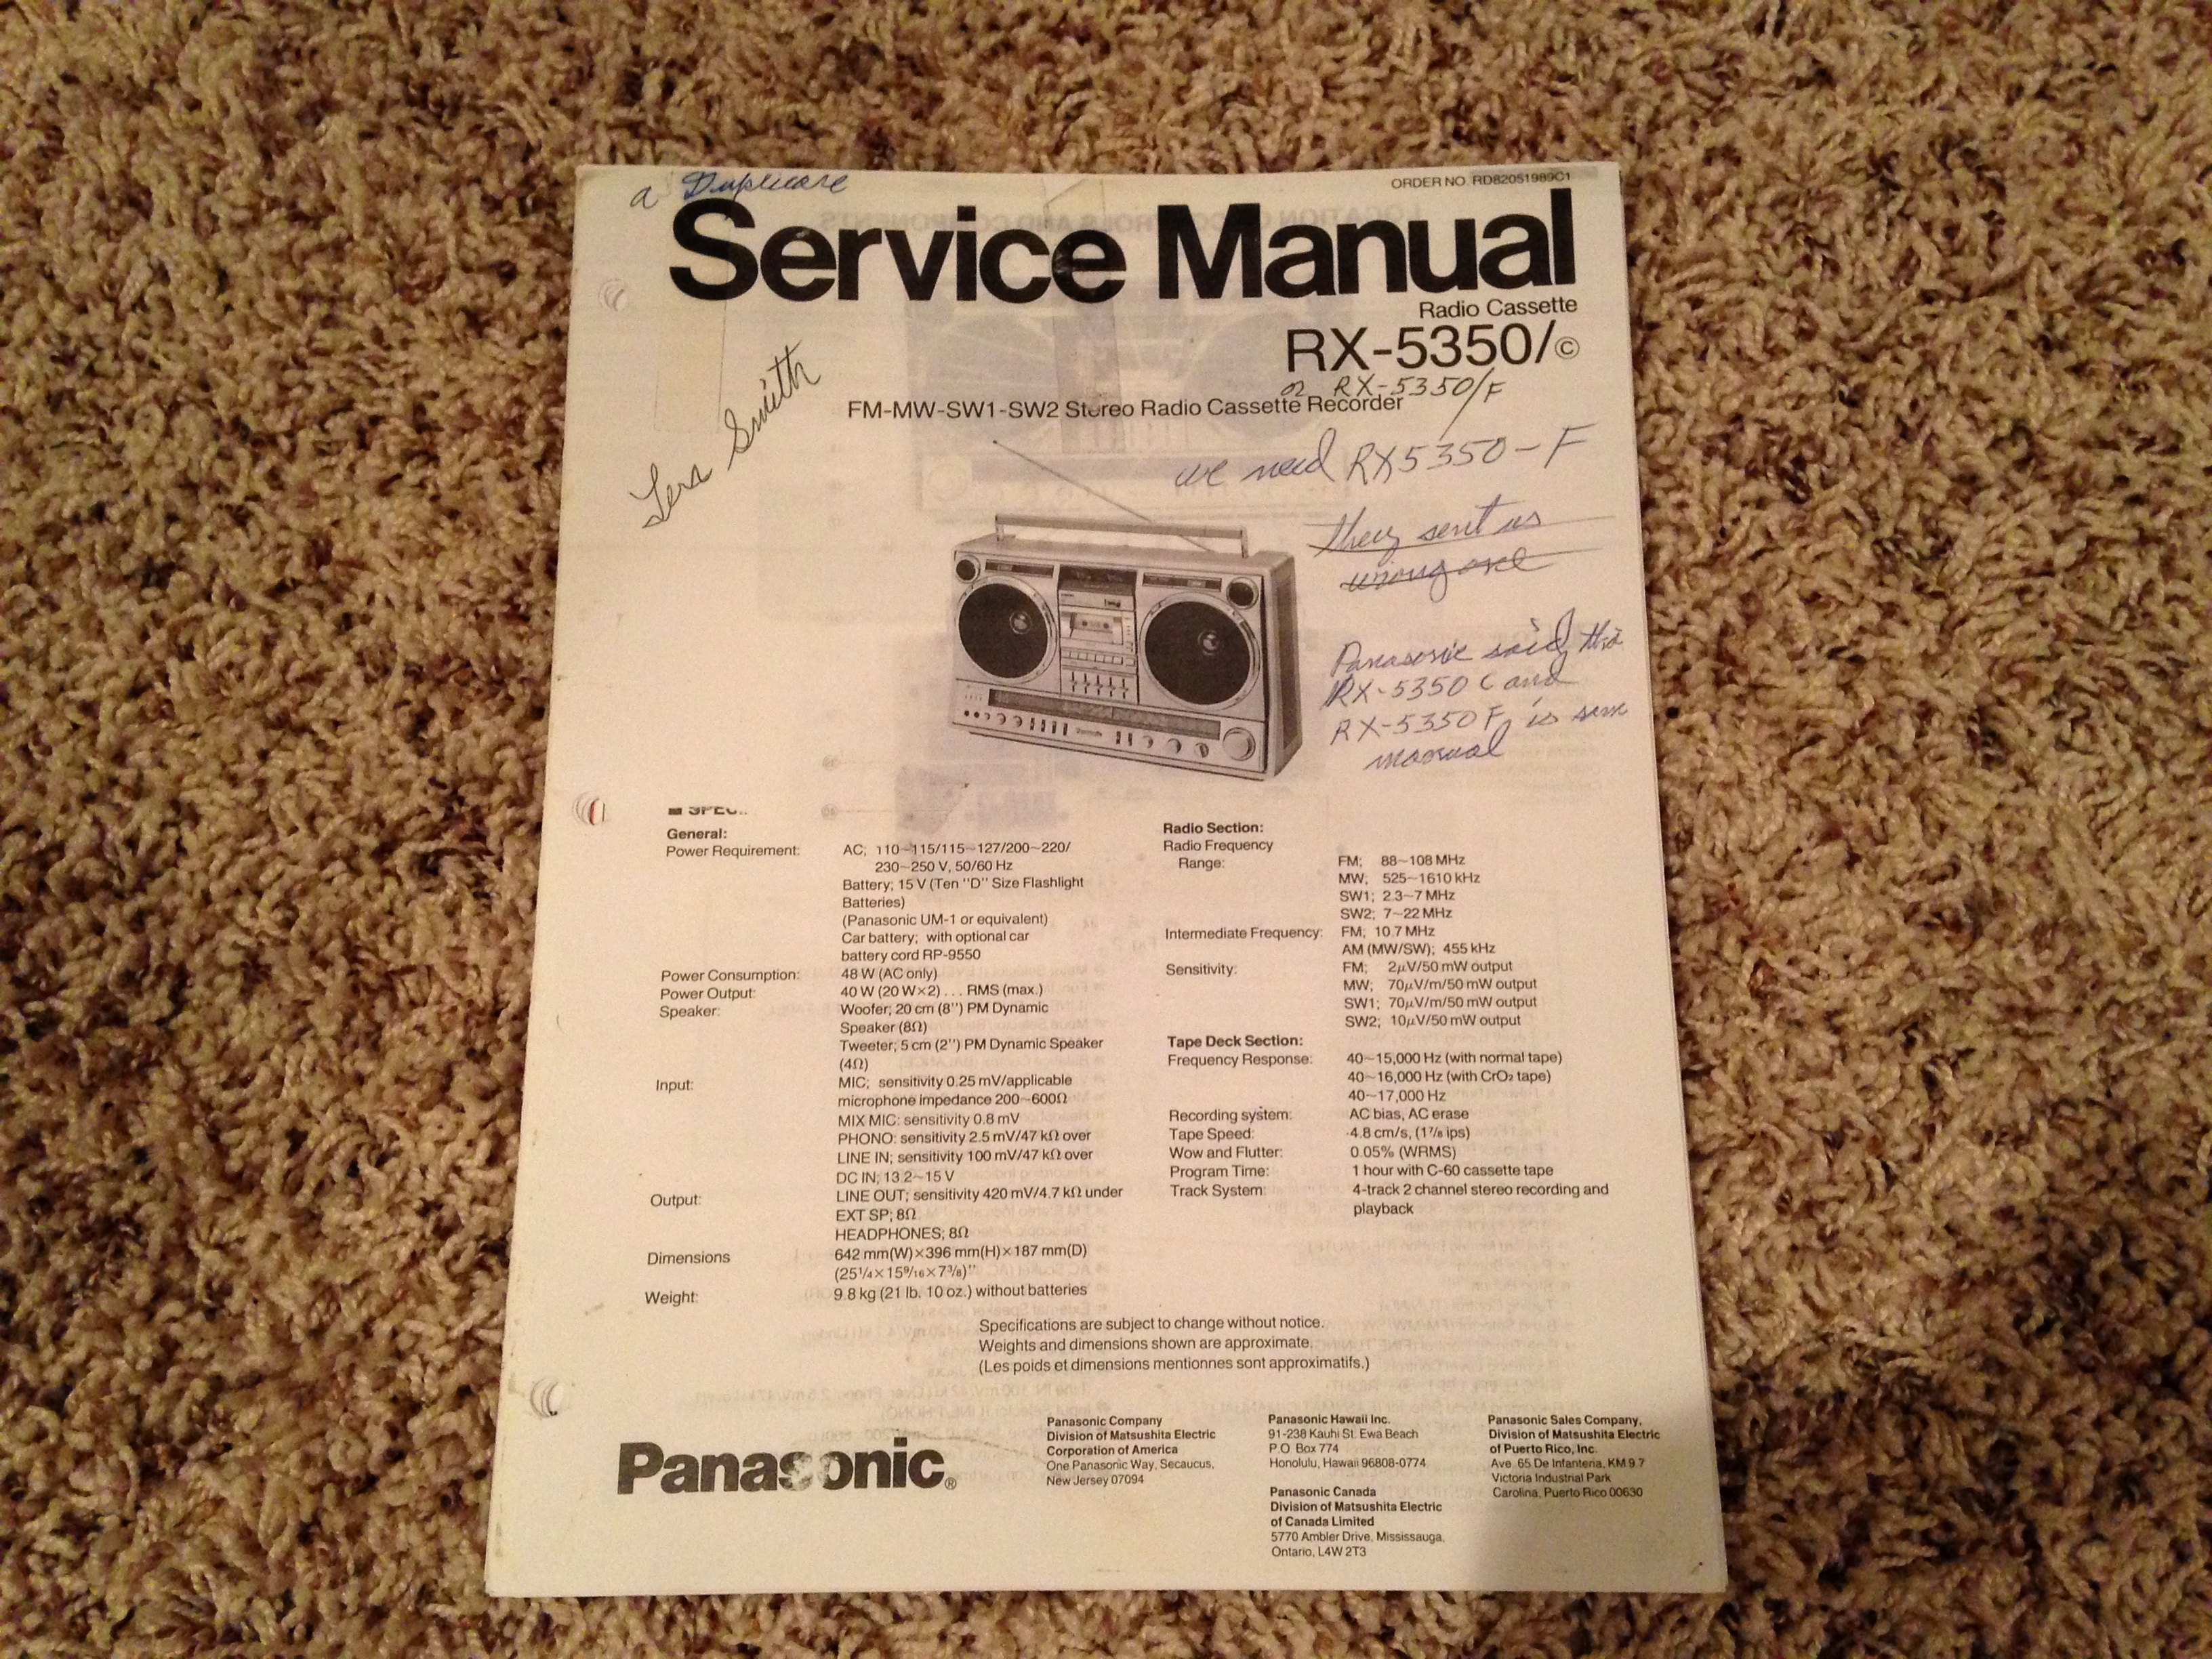 a Duplicate
ORDER NO. RD82051989C1
Service Manual
Radio Cassette
RX-5350/©
or RX-5350/F
FM-MW-SW1-SW2 Stereo Radio Cassette Recorder
Less Smith
we need RX5350-F
they sent us
wrong one
Panasonic said this
RX-5350 C and
RX-5350 F, is same
manual
■ SPEC
General:
Power Requirement: AC; 110~115/115~127/200~220/
230~250 V, 50/60 Hz
Battery; 15 V (Ten "D" Size Flashlight
Batteries)
(Panasonic UM-1 or equivalent)
Car battery; with optional car
battery cord RP-9550
Power Consumption: 48 W (AC only)
Power Output: 40 W (20 W×2)... RMS (max.)
Speaker: Woofer; 20 cm (8") PM Dynamic
Speaker (8Ω)
Tweeter; 5 cm (2") PM Dynamic Speaker
(4Ω)
Input: MIC; sensitivity 0.25 mV/applicable
microphone impedance 200~600Ω
MIX MIC: sensitivity 0.8 mV
PHONO: sensitivity 2.5 mV/47 kΩ over
LINE IN; sensitivity 100 mV/47 kΩ over
DC IN; 13.2~15 V
Output: LINE OUT; sensitivity 420 mV/4.7 kΩ under
EXT SP; 8Ω
HEADPHONES; 8Ω
Dimensions 642 mm(W)×396 mm(H)×187 mm(D)
(25¼×15⁹/₁₆×7³/₈)"
Weight: 9.8 kg (21 lb. 10 oz.) without batteries
Radio Section:
Radio Frequency
Range: FM; 88~108 MHz
MW; 525~1610 kHz
SW1; 2.3~7 MHz
SW2; 7~22 MHz
Intermediate Frequency: FM; 10.7 MHz
AM (MW/SW); 455 kHz
Sensitivity: FM; 2μV/50 mW output
MW; 70μV/m/50 mW output
SW1; 70μV/m/50 mW output
SW2; 10μV/50 mW output
Tape Deck Section:
Frequency Response: 40~15,000 Hz (with normal tape)
40~16,000 Hz (with CrO₂ tape)
40~17,000 Hz
Recording system: AC bias, AC erase
Tape Speed: 4.8 cm/s, (1⁷/₈ ips)
Wow and Flutter: 0.05% (WRMS)
Program Time: 1 hour with C-60 cassette tape
Track System: 4-track 2 channel stereo recording and
playback
Specifications are subject to change without notice.
Weights and dimensions shown are approximate.
(Les poids et dimensions mentionnes sont approximatifs.)
Panasonic®
Panasonic Company
Division of Matsushita Electric
Corporation of America
One Panasonic Way, Secaucus,
New Jersey 07094
Panasonic Hawaii Inc.
91-238 Kauhi St. Ewa Beach
P.O. Box 774
Honolulu, Hawaii 96808-0774
Panasonic Canada
Division of Matsushita Electric
of Canada Limited
5770 Ambler Drive, Mississauga,
Ontario, L4W 2T3
Panasonic Sales Company,
Division of Matsushita Electric
of Puerto Rico, Inc.
Ave. 65 De Infanteria, KM 9.7
Victoria Industrial Park
Carolina, Puerto Rico 00630